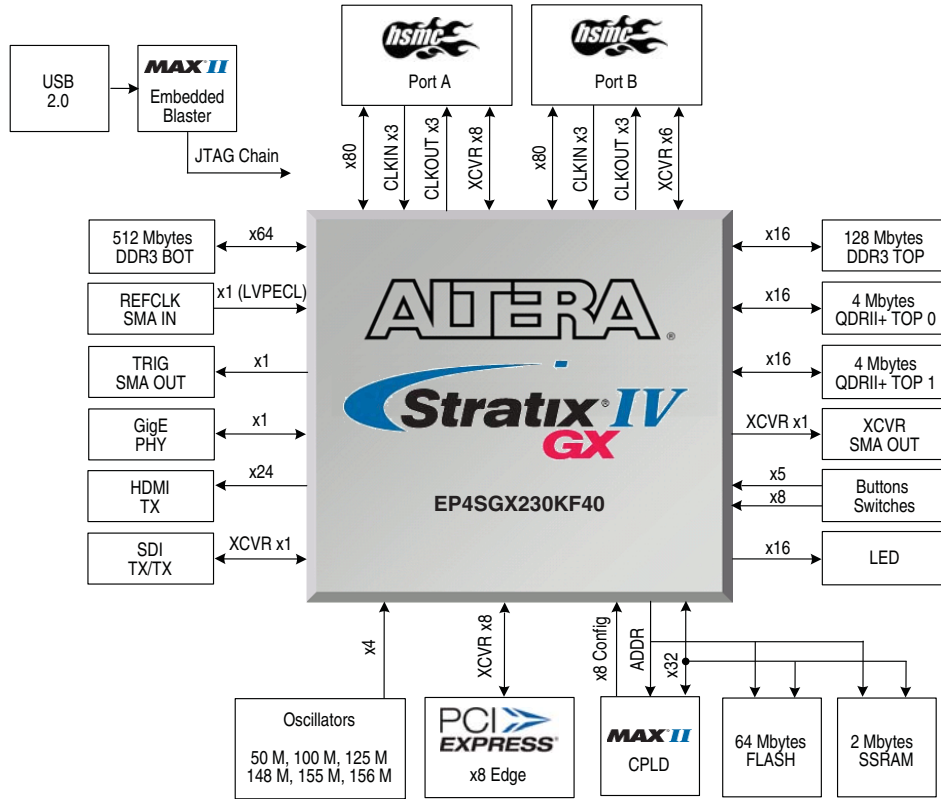 hsmc
Port A
hsmc
Port B
USB
2.0
MAX II
Embedded
Blaster
JTAG Chain
x80
CLKIN x3
CLKOUT x3
XCVR x8
x80
CLKIN x3
CLKOUT x3
XCVR x6
512 Mbytes
DDR3 BOT
x64
REFCLK
SMA IN
x1 (LVPECL)
TRIG
SMA OUT
x1
GigE
PHY
x1
HDMI
TX
x24
SDI
TX/TX
XCVR x1
ALTERA®
Stratix® IV
GX
EP4SGX230KF40
x16
128 Mbytes
DDR3 TOP
x16
4 Mbytes
QDRII+ TOP 0
x16
4 Mbytes
QDRII+ TOP 1
XCVR x1
XCVR
SMA OUT
x5
x8
Buttons
Switches
x16
LED
x4
XCVR x8
x8 Config
ADDR
x32
Oscillators
50 M, 100 M, 125 M
148 M, 155 M, 156 M
PCI
EXPRESS®
x8 Edge
MAX II
CPLD
64 Mbytes
FLASH
2 Mbytes
SSRAM